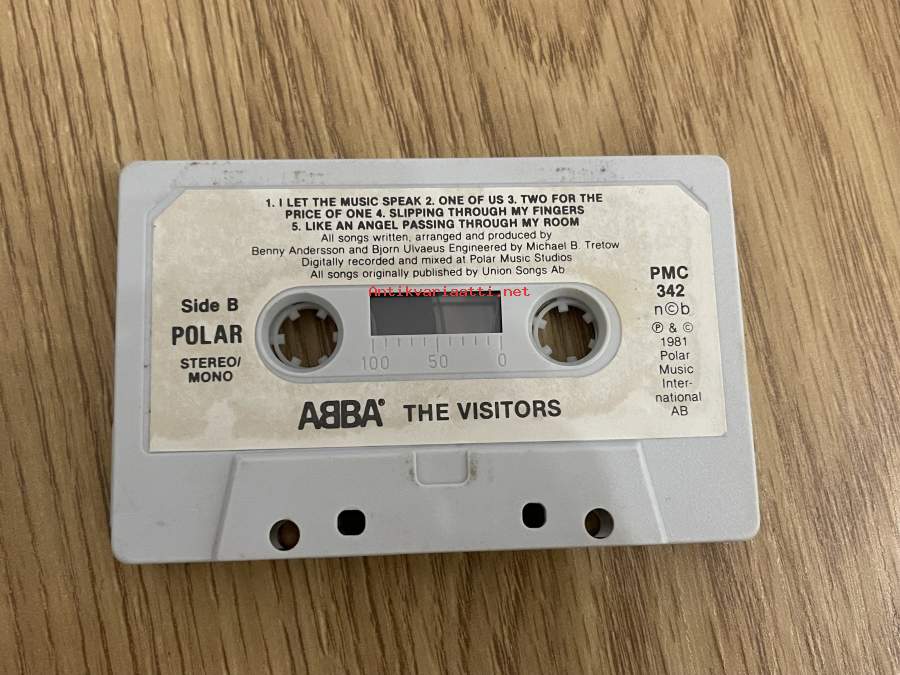 1. I LET THE MUSIC SPEAK 2. ONE OF US 3. TWO FOR THE
PRICE OF ONE 4. SLIPPING THROUGH MY FINGERS
5. LIKE AN ANGEL PASSING THROUGH MY ROOM
All songs written, arranged and produced by
Benny Andersson and Bjorn Ulvaeus Engineered by Michael B. Tretow
Digitally recorded and mixed at Polar Music Studios
All songs originally published by Union Songs Ab
Antikvariaatti.net
Side B
POLAR
STEREO/
MONO
100 50 0
PMC
342
n©b
℗ & ©
1981
Polar
Music
Inter-
national
AB
ABBA® THE VISITORS